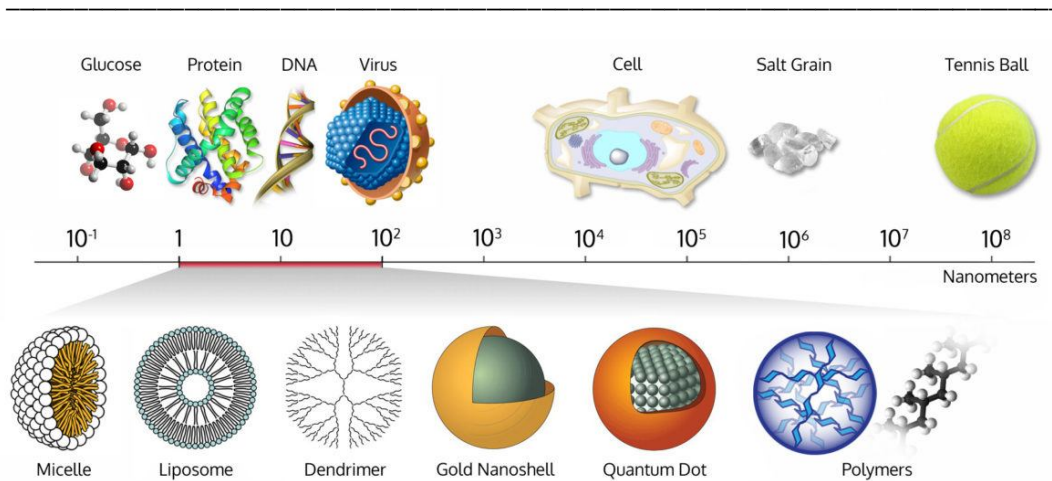 Glucose Protein DNA Virus Cell Salt Grain Tennis Ball
10⁻¹ 1 10 10² 10³ 10⁴ 10⁵ 10⁶ 10⁷ 10⁸
Nanometers
Micelle Liposome Dendrimer Gold Nanoshell Quantum Dot Polymers